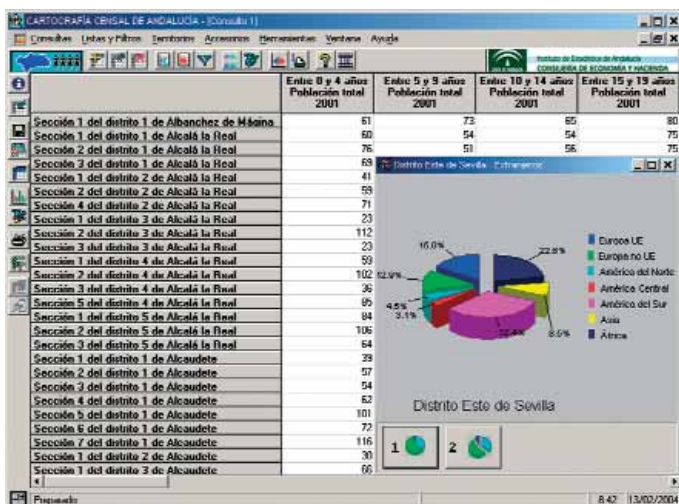 CARTOGRAFÍA CENSAL DE ANDALUCÍA - [Consulta 1]
Consultas Listas y Filtros Territorios Accesorios Herramientas Ventana Ayuda
Instituto de Estadística de Andalucía
CONSEJERÍA DE ECONOMÍA Y HACIENDA
Entre 0 y 4 años Entre 5 y 9 años Entre 10 y 14 años Entre 15 y 19 años
Población total Población total Población total Población total
2001 2001 2001 2001
Sección 1 del distrito 1 de Albanchez de Mágina 61 73 65 80
Sección 1 del distrito 1 de Alcalá la Real 60 54 54 75
Sección 2 del distrito 1 de Alcalá la Real 76 51 56 75
Sección 3 del distrito 1 de Alcalá la Real 69
Sección 1 del distrito 2 de Alcalá la Real 41
Sección 2 del distrito 2 de Alcalá la Real 59
Sección 4 del distrito 2 de Alcalá la Real 71
Sección 1 del distrito 3 de Alcalá la Real 23
Sección 2 del distrito 3 de Alcalá la Real 112
Sección 3 del distrito 3 de Alcalá la Real 23
Sección 1 del distrito 4 de Alcalá la Real 59
Sección 2 del distrito 4 de Alcalá la Real 102
Sección 3 del distrito 4 de Alcalá la Real 36
Sección 5 del distrito 4 de Alcalá la Real 85
Sección 1 del distrito 5 de Alcalá la Real 84
Sección 2 del distrito 5 de Alcalá la Real 106
Sección 3 del distrito 5 de Alcalá la Real 64
Sección 1 del distrito 1 de Alcaudete 39
Sección 2 del distrito 1 de Alcaudete 57
Sección 3 del distrito 1 de Alcaudete 54
Sección 4 del distrito 1 de Alcaudete 62
Sección 5 del distrito 1 de Alcaudete 101
Sección 6 del distrito 1 de Alcaudete 72
Sección 7 del distrito 1 de Alcaudete 116
Sección 1 del distrito 2 de Alcaudete 30
Sección 1 del distrito 3 de Alcaudete 66
Distrito Este de Sevilla - Extranjeros
22.8%
12.9%
4.5%
3.1%
8.5%
Europa UE
Europa no UE
América del Norte
América Central
América del Sur
Asia
África
Distrito Este de Sevilla
1 2
Preparado 8:42 13/02/2004